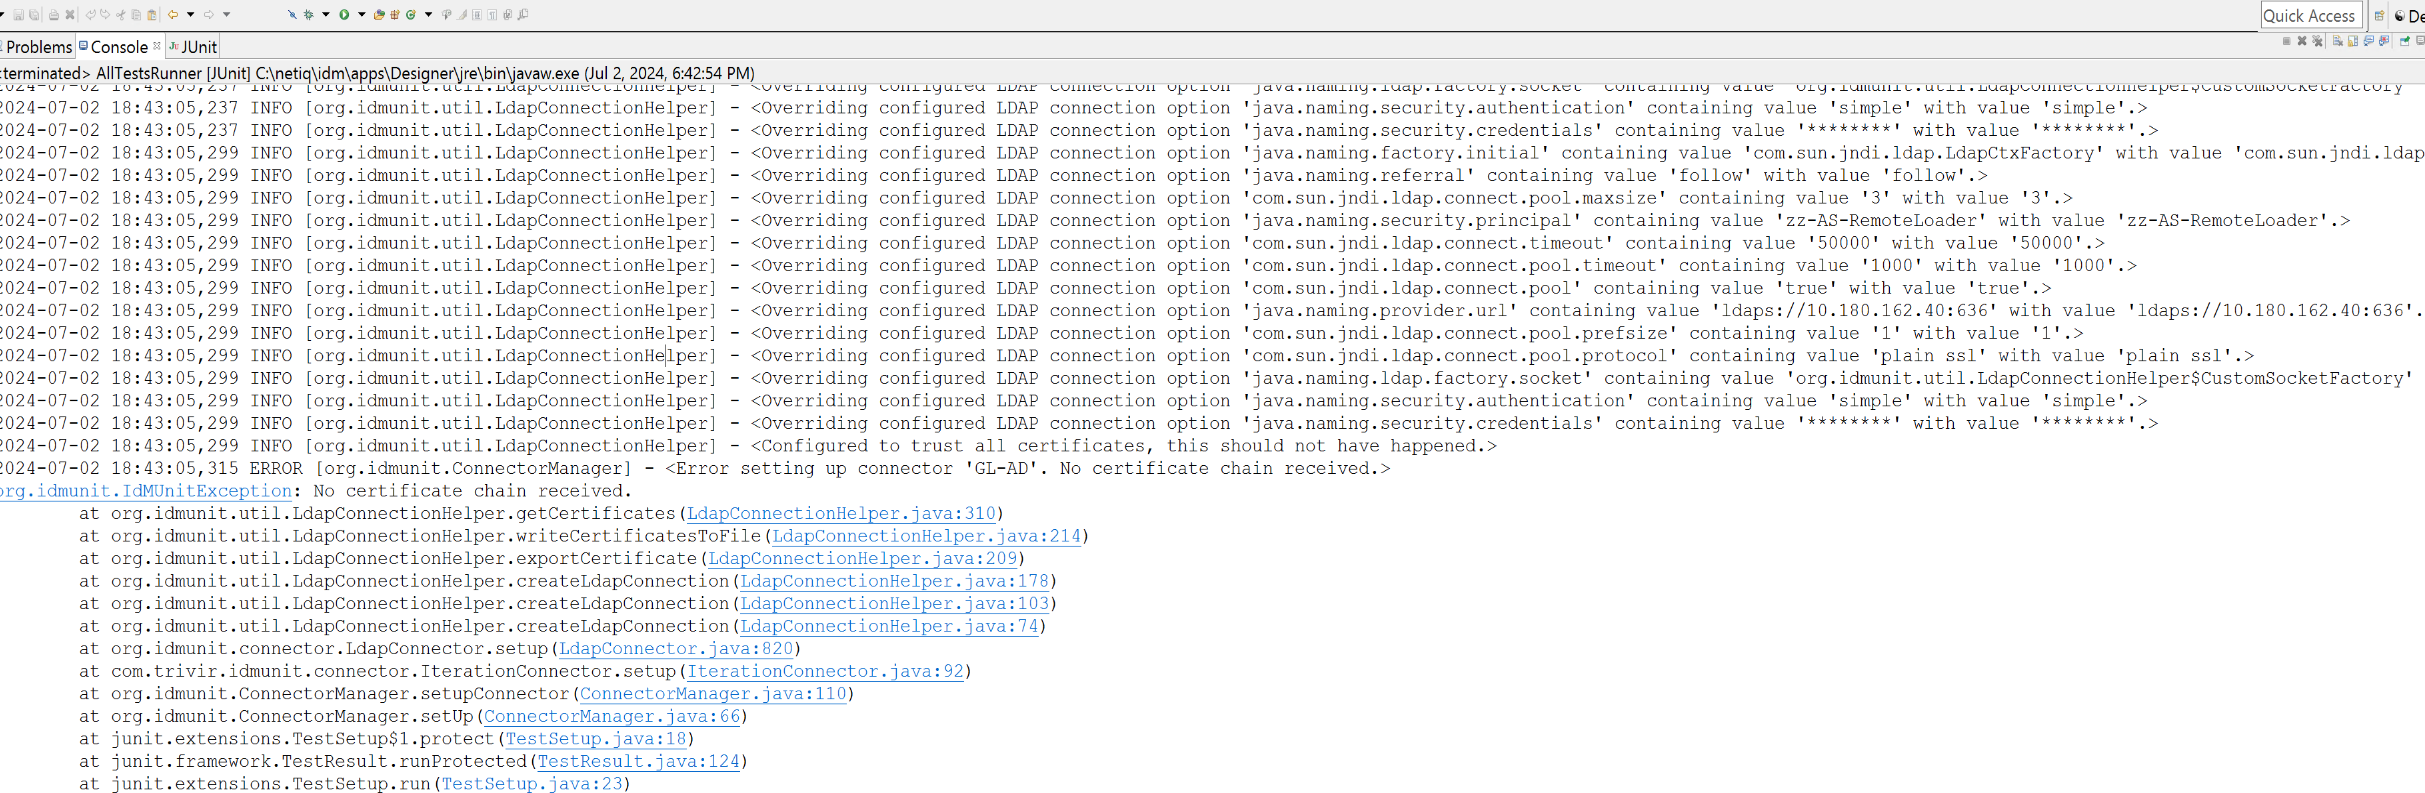 Quick Access
De
Problems Console JUnit
terminated> AllTestsRunner [JUnit] C:\netiq\idm\apps\Designer\jre\bin\javaw.exe (Jul 2, 2024, 6:42:54 PM)
2024-07-02 18:43:05,237 INFO [org.idmunit.util.LdapConnectionHelper] - <Overriding configured LDAP connection option 'java.naming.ldap.factory.socket' containing value 'org.idmunit.util.LdapConnectionHelper$CustomSocketFactory'
2024-07-02 18:43:05,237 INFO [org.idmunit.util.LdapConnectionHelper] - <Overriding configured LDAP connection option 'java.naming.security.authentication' containing value 'simple' with value 'simple'.>
2024-07-02 18:43:05,237 INFO [org.idmunit.util.LdapConnectionHelper] - <Overriding configured LDAP connection option 'java.naming.security.credentials' containing value '********' with value '********'.>
2024-07-02 18:43:05,299 INFO [org.idmunit.util.LdapConnectionHelper] - <Overriding configured LDAP connection option 'java.naming.factory.initial' containing value 'com.sun.jndi.ldap.LdapCtxFactory' with value 'com.sun.jndi.ldap
2024-07-02 18:43:05,299 INFO [org.idmunit.util.LdapConnectionHelper] - <Overriding configured LDAP connection option 'java.naming.referral' containing value 'follow' with value 'follow'.>
2024-07-02 18:43:05,299 INFO [org.idmunit.util.LdapConnectionHelper] - <Overriding configured LDAP connection option 'com.sun.jndi.ldap.connect.pool.maxsize' containing value '3' with value '3'.>
2024-07-02 18:43:05,299 INFO [org.idmunit.util.LdapConnectionHelper] - <Overriding configured LDAP connection option 'java.naming.security.principal' containing value 'zz-AS-RemoteLoader' with value 'zz-AS-RemoteLoader'.>
2024-07-02 18:43:05,299 INFO [org.idmunit.util.LdapConnectionHelper] - <Overriding configured LDAP connection option 'com.sun.jndi.ldap.connect.timeout' containing value '50000' with value '50000'.>
2024-07-02 18:43:05,299 INFO [org.idmunit.util.LdapConnectionHelper] - <Overriding configured LDAP connection option 'com.sun.jndi.ldap.connect.pool.timeout' containing value '1000' with value '1000'.>
2024-07-02 18:43:05,299 INFO [org.idmunit.util.LdapConnectionHelper] - <Overriding configured LDAP connection option 'com.sun.jndi.ldap.connect.pool' containing value 'true' with value 'true'.>
2024-07-02 18:43:05,299 INFO [org.idmunit.util.LdapConnectionHelper] - <Overriding configured LDAP connection option 'java.naming.provider.url' containing value 'ldaps://10.180.162.40:636' with value 'ldaps://10.180.162.40:636'.
2024-07-02 18:43:05,299 INFO [org.idmunit.util.LdapConnectionHelper] - <Overriding configured LDAP connection option 'com.sun.jndi.ldap.connect.pool.prefsize' containing value '1' with value '1'.>
2024-07-02 18:43:05,299 INFO [org.idmunit.util.LdapConnectionHelper] - <Overriding configured LDAP connection option 'com.sun.jndi.ldap.connect.pool.protocol' containing value 'plain ssl' with value 'plain ssl'.>
2024-07-02 18:43:05,299 INFO [org.idmunit.util.LdapConnectionHelper] - <Overriding configured LDAP connection option 'java.naming.ldap.factory.socket' containing value 'org.idmunit.util.LdapConnectionHelper$CustomSocketFactory'
2024-07-02 18:43:05,299 INFO [org.idmunit.util.LdapConnectionHelper] - <Overriding configured LDAP connection option 'java.naming.security.authentication' containing value 'simple' with value 'simple'.>
2024-07-02 18:43:05,299 INFO [org.idmunit.util.LdapConnectionHelper] - <Overriding configured LDAP connection option 'java.naming.security.credentials' containing value '********' with value '********'.>
2024-07-02 18:43:05,299 INFO [org.idmunit.util.LdapConnectionHelper] - <Configured to trust all certificates, this should not have happened.>
2024-07-02 18:43:05,315 ERROR [org.idmunit.ConnectorManager] - <Error setting up connector 'GL-AD'. No certificate chain received.>
org.idmunit.IdMUnitException: No certificate chain received.
at org.idmunit.util.LdapConnectionHelper.getCertificates(LdapConnectionHelper.java:310)
at org.idmunit.util.LdapConnectionHelper.writeCertificatesToFile(LdapConnectionHelper.java:214)
at org.idmunit.util.LdapConnectionHelper.exportCertificate(LdapConnectionHelper.java:209)
at org.idmunit.util.LdapConnectionHelper.createLdapConnection(LdapConnectionHelper.java:178)
at org.idmunit.util.LdapConnectionHelper.createLdapConnection(LdapConnectionHelper.java:103)
at org.idmunit.util.LdapConnectionHelper.createLdapConnection(LdapConnectionHelper.java:74)
at org.idmunit.connector.LdapConnector.setup(LdapConnector.java:820)
at com.trivir.idmunit.connector.IterationConnector.setup(IterationConnector.java:92)
at org.idmunit.ConnectorManager.setupConnector(ConnectorManager.java:110)
at org.idmunit.ConnectorManager.setUp(ConnectorManager.java:66)
at junit.extensions.TestSetup$1.protect(TestSetup.java:18)
at junit.framework.TestResult.runProtected(TestResult.java:124)
at junit.extensions.TestSetup.run(TestSetup.java:23)